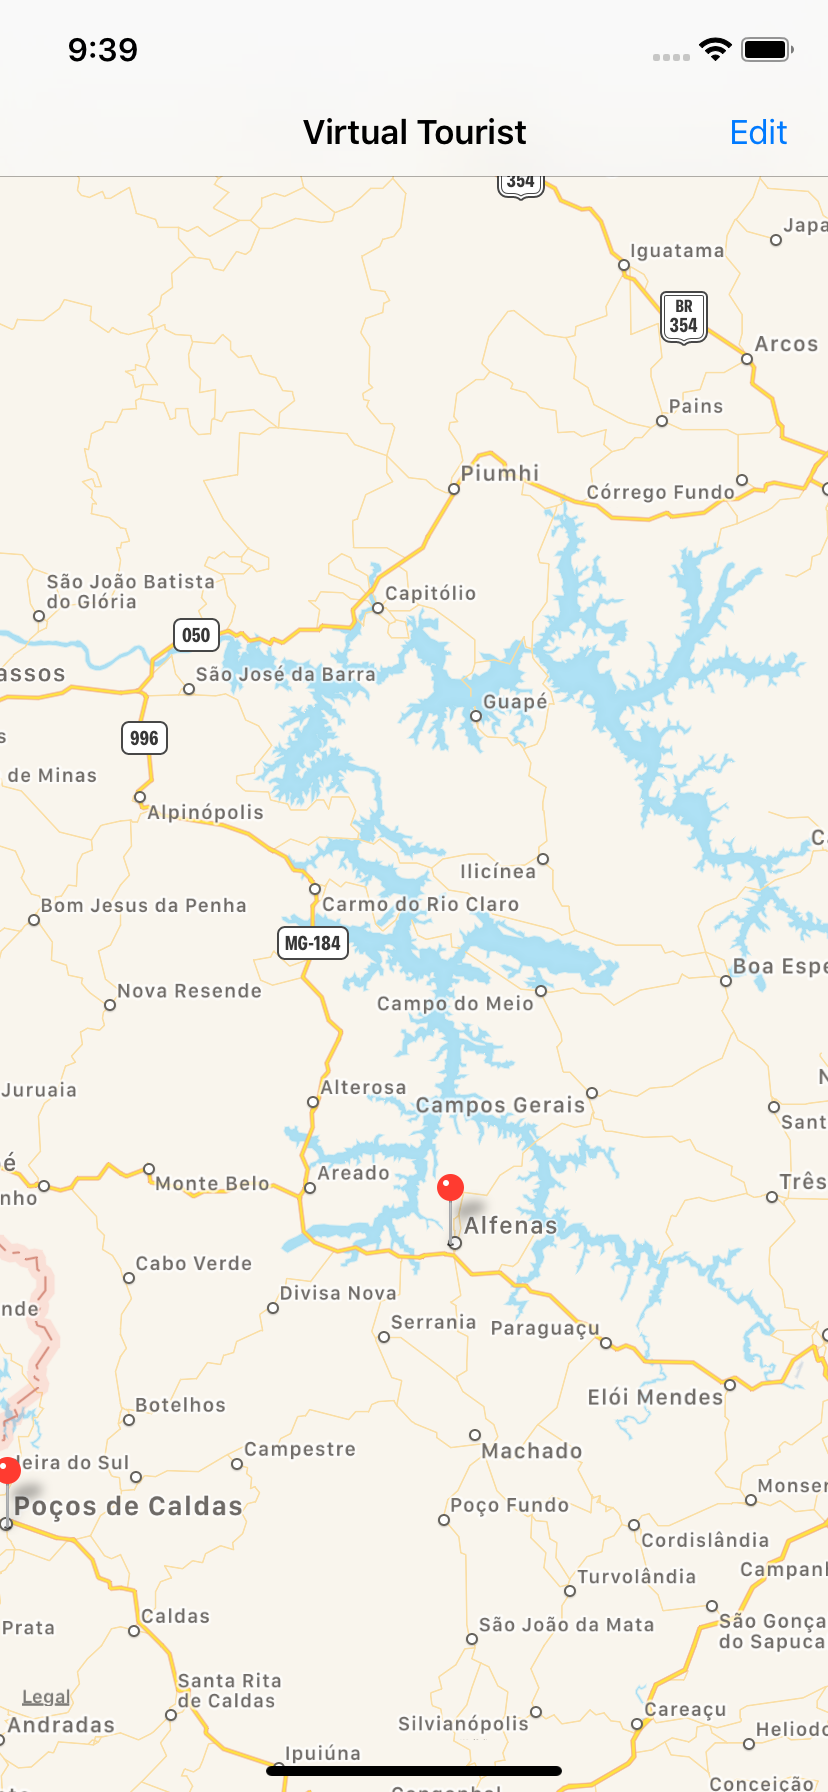 9:39
Virtual Tourist
Edit
354
Japa
Iguatama
BR
354
Arcos
Pains
Piumhi
Córrego Fundo
São João Batista
do Glória
Capitólio
050
assos
São José da Barra
Guapé
996
s
de Minas
Alpinópolis
Ilicínea
Bom Jesus da Penha
Carmo do Rio Claro
MG-184
Boa Espe
Nova Resende
Campo do Meio
Juruaia
Alterosa
Campos Gerais
N
Sant
é
Areado
Monte Belo
Três
nho
Alfenas
Cabo Verde
Divisa Nova
nde
Serrania
Paraguaçu
Elói Mendes
Botelhos
Campestre
Machado
leira do Sul
Monser
Poços de Caldas
Poço Fundo
Cordislândia
Campanh
Turvolândia
Caldas
São João da Mata
São Gonça
do Sapuca
Prata
Santa Rita
de Caldas
Legal
Careaçu
Andradas
Silvianópolis
Heliodo
Ipuiúna
Conceição